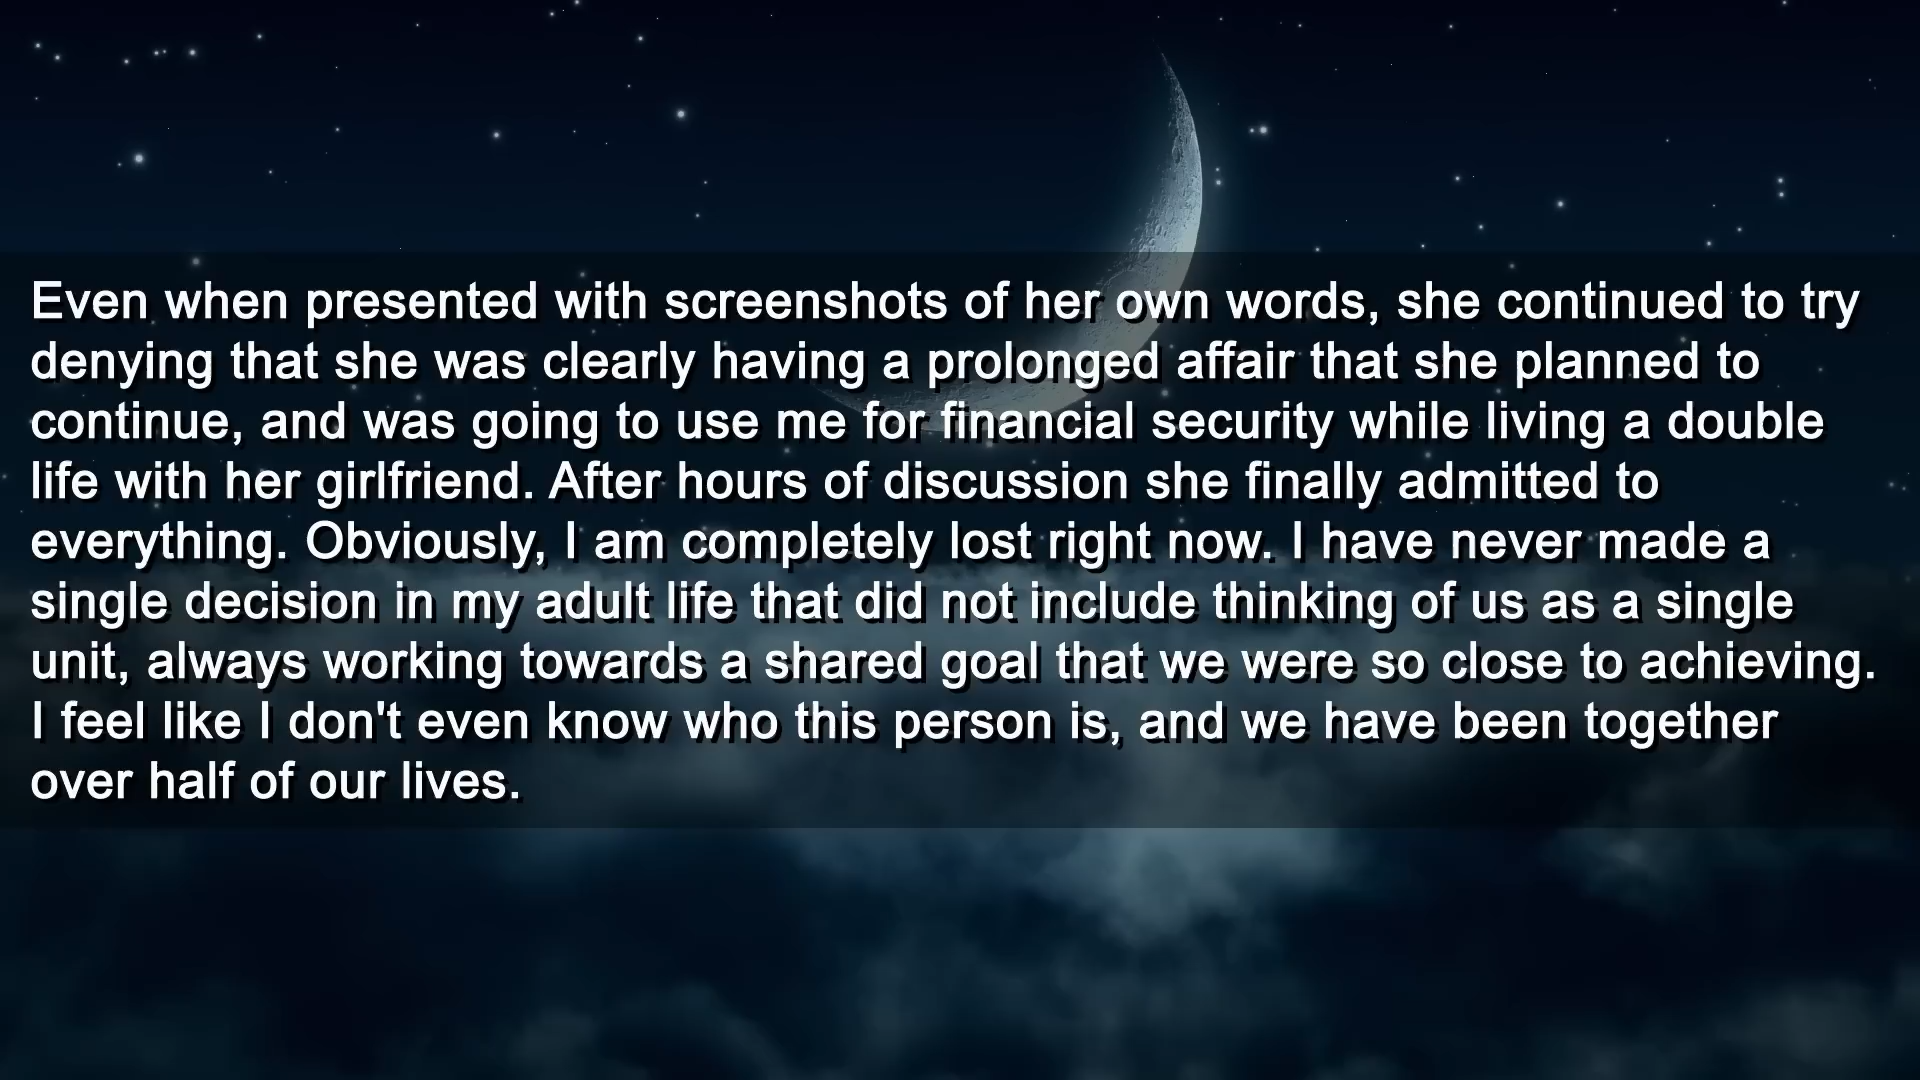 Even when presented with screenshots of her own words, she continued to try
denying that she was clearly having a prolonged affair that she planned to
continue, and was going to use me for financial security while living a double
life with her girlfriend. After hours of discussion she finally admitted to
everything. Obviously, I am completely lost right now. I have never made a
single decision in my adult life that did not include thinking of us as a single
unit, always working towards a shared goal that we were so close to achieving.
I feel like I don't even know who this person is, and we have been together
over half of our lives.